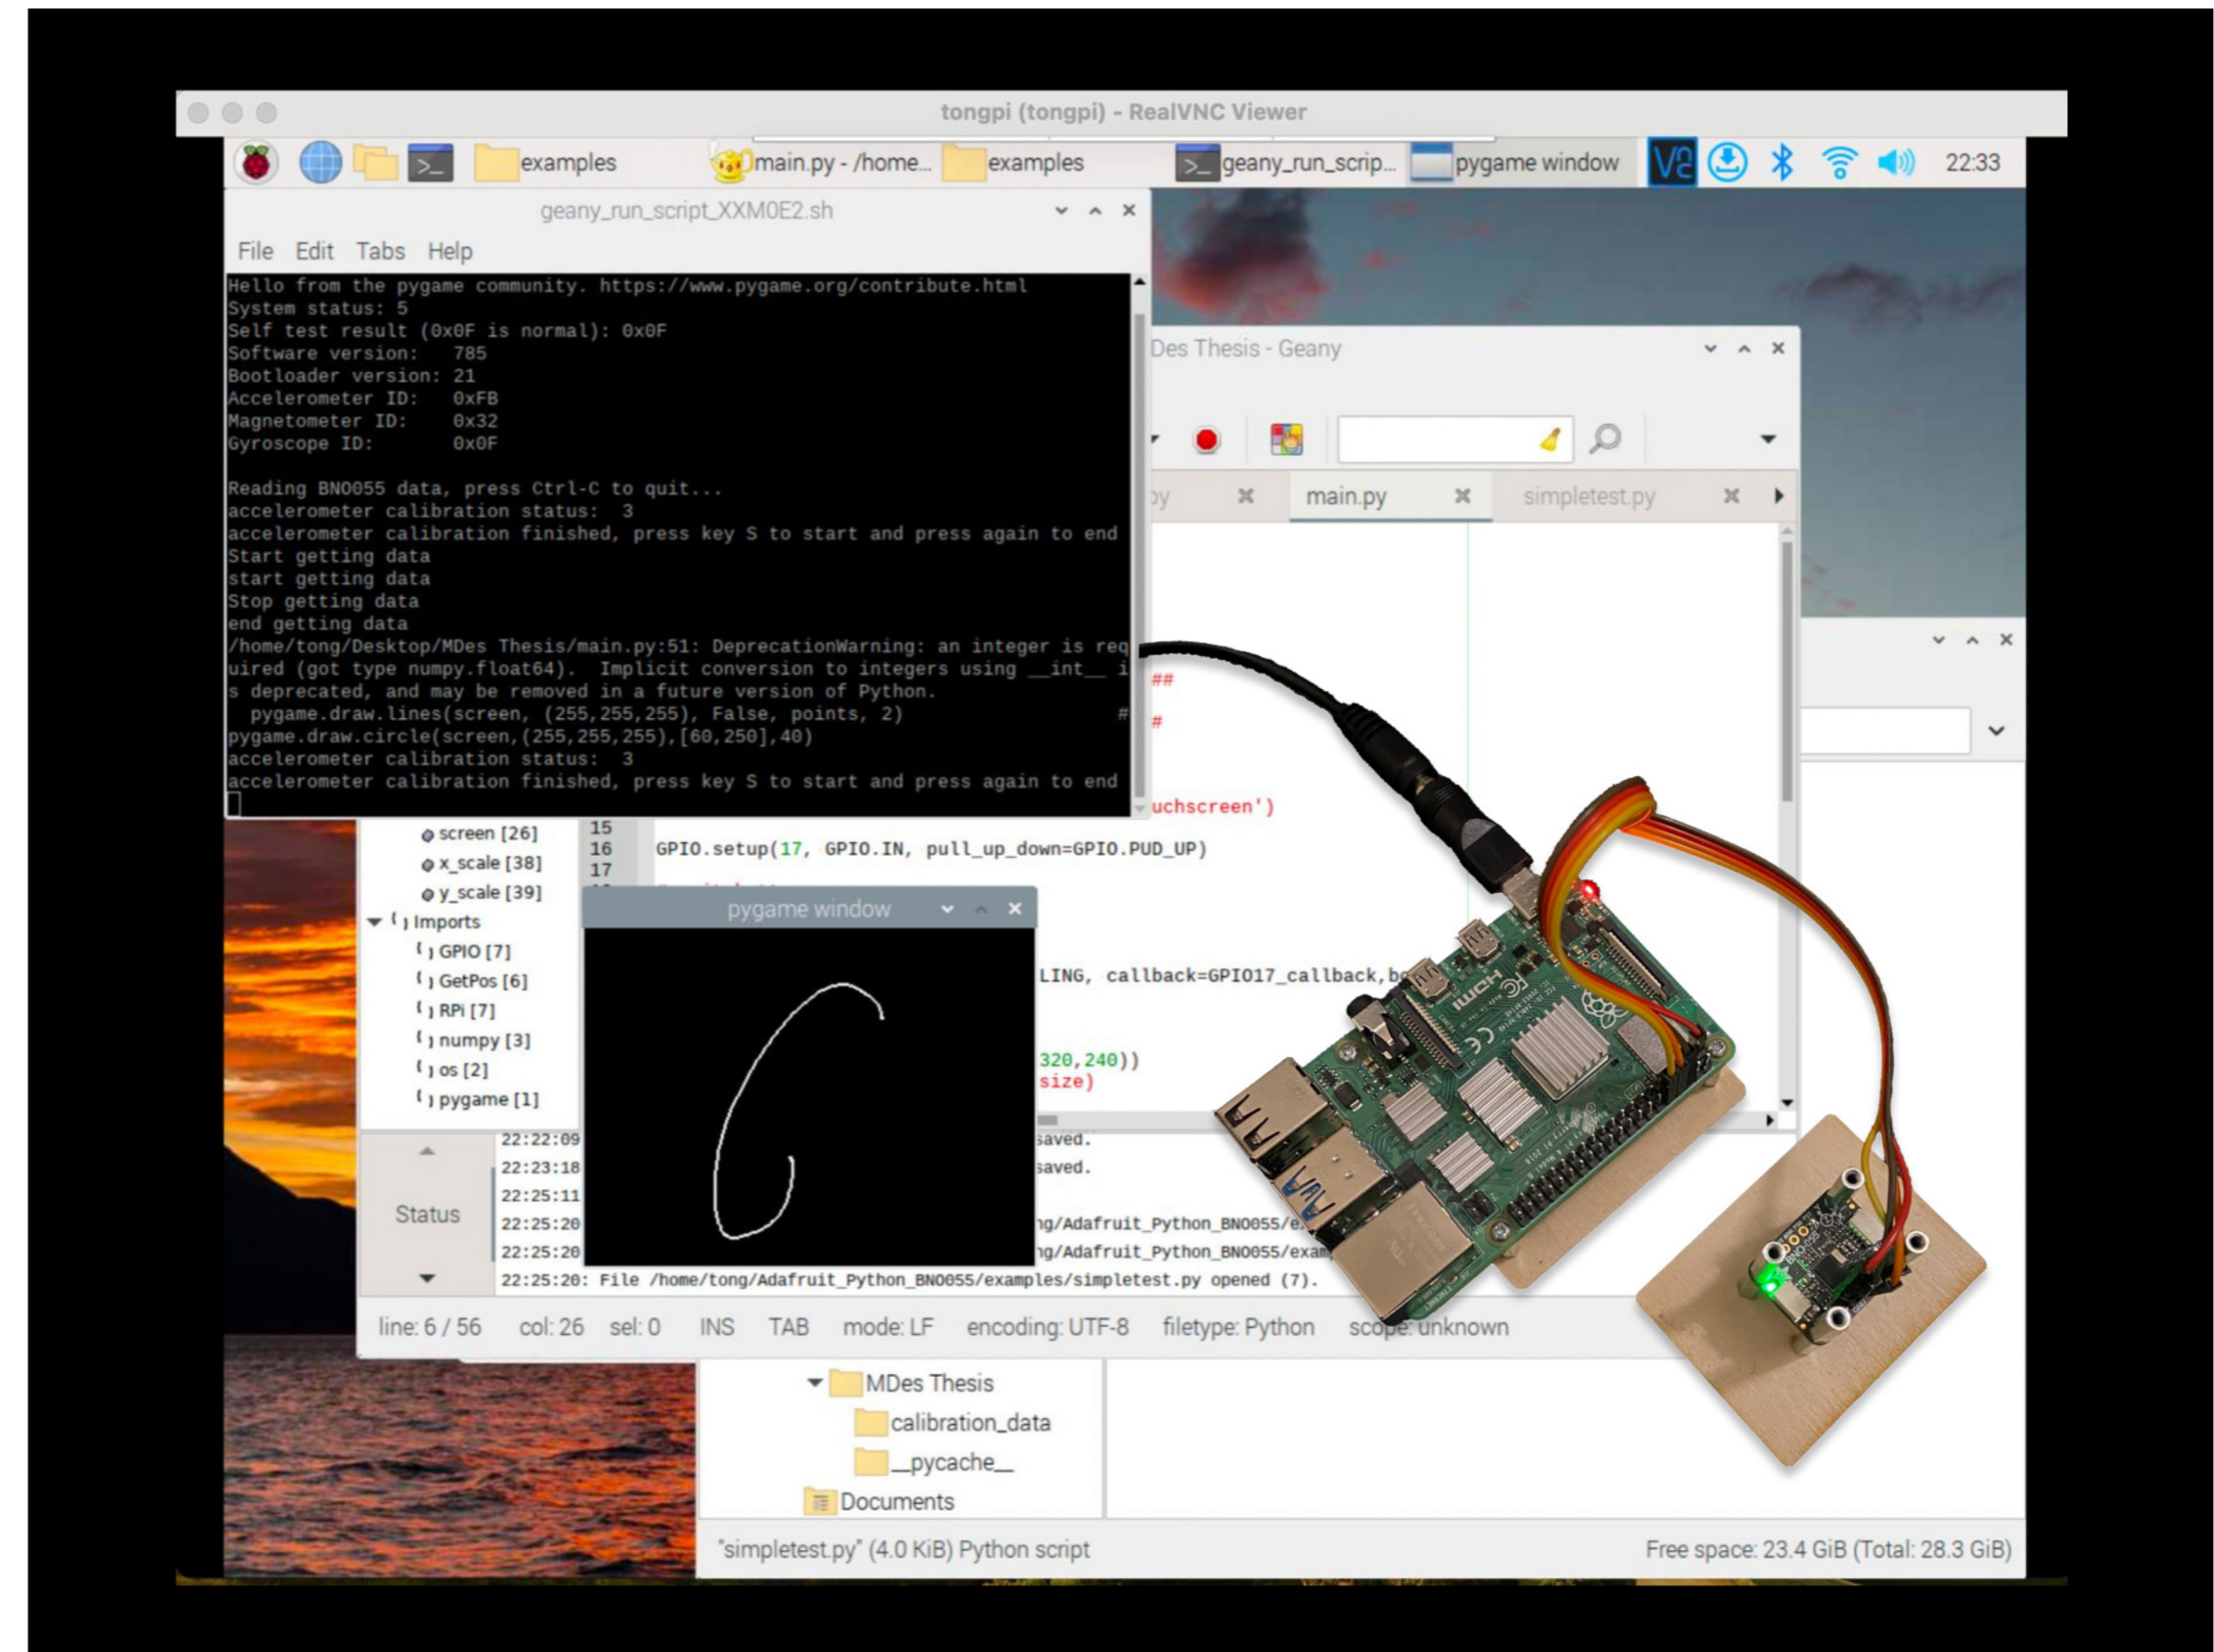 tongpi (tongpi) - RealVNC Viewer
examples
main.py - /home...
examples
geany_run_scrip...
pygame window
22:33
geany_run_script_XXM0E2.sh
File Edit Tabs Help
Hello from the pygame community. https://www.pygame.org/contribute.html
System status: 5
Self test result (0x0F is normal): 0x0F
Software version: 785
Bootloader version: 21
Accelerometer ID: 0xFB
Magnetometer ID: 0x32
Gyroscope ID: 0x0F
Reading BNO055 data, press Ctrl-C to quit...
accelerometer calibration status: 3
accelerometer calibration finished, press key S to start and press again to end
Start getting data
start getting data
Stop getting data
end getting data
/home/tong/Desktop/MDes Thesis/main.py:51: DeprecationWarning: an integer is req
uired (got type numpy.float64). Implicit conversion to integers using __int__ i
s deprecated, and may be removed in a future version of Python.
pygame.draw.lines(screen, (255,255,255), False, points, 2) #
pygame.draw.circle(screen,(255,255,255),[60,250],40)
accelerometer calibration status: 3
accelerometer calibration finished, press key S to start and press again to end
Des Thesis - Geany
py
main.py
simpletest.py
##
#
uchscreen')
screen [26]
x_scale [38]
y_scale [39]
Imports
GPIO [7]
GetPos [6]
RPi [7]
numpy [3]
os [2]
pygame [1]
15
16 GPIO.setup(17, GPIO.IN, pull_up_down=GPIO.PUD_UP)
17
pygame window
LING, callback=GPIO17_callback,bo
320,240))
size)
Status
22:22:09 saved.
22:23:18 saved.
22:25:11
22:25:20 ng/Adafruit_Python_BNO055/e
22:25:20 ng/Adafruit_Python_BNO055/exam
22:25:20: File /home/tong/Adafruit_Python_BNO055/examples/simpletest.py opened (7).
line: 6 / 56 col: 26 sel: 0 INS TAB mode: LF encoding: UTF-8 filetype: Python scope: unknown
HDMI
FC
CE
BNO-055
MDes Thesis
calibration_data
__pycache__
Documents
"simpletest.py" (4.0 KiB) Python script
Free space: 23.4 GiB (Total: 28.3 GiB)